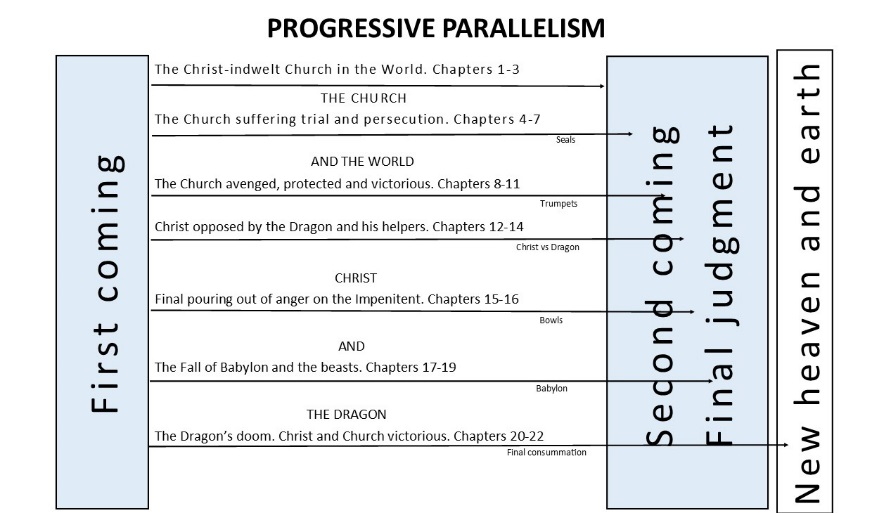 PROGRESSIVE PARALLELISM
First coming
The Christ-indwelt Church in the World. Chapters 1-3
THE CHURCH
The Church suffering trial and persecution. Chapters 4-7
Seals
AND THE WORLD
The Church avenged, protected and victorious. Chapters 8-11
Trumpets
Christ opposed by the Dragon and his helpers. Chapters 12-14
Christ vs Dragon
CHRIST
Final pouring out of anger on the Impenitent. Chapters 15-16
Bowls
AND
The Fall of Babylon and the beasts. Chapters 17-19
Babylon
THE DRAGON
The Dragon’s doom. Christ and Church victorious. Chapters 20-22
Final consummation
Second coming
Final judgment
New heaven and earth